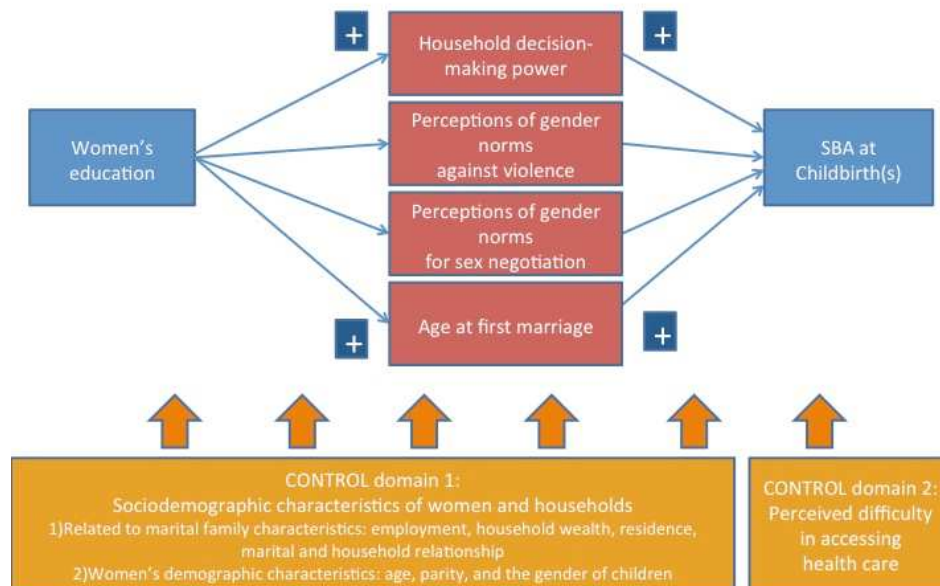 +
+
Household decision-
making power
Women's
education
Perceptions of gender
norms
against violence
SBA at
Childbirth(s)
Perceptions of gender
norms
for sex negotiation
Age at first marriage
+
+
CONTROL domain 1:
Sociodemographic characteristics of women and households
1)Related to marital family characteristics: employment, household wealth, residence,
marital and household relationship
2)Women's demographic characteristics: age, parity, and the gender of children
CONTROL domain 2:
Perceived difficulty
in accessing
health care